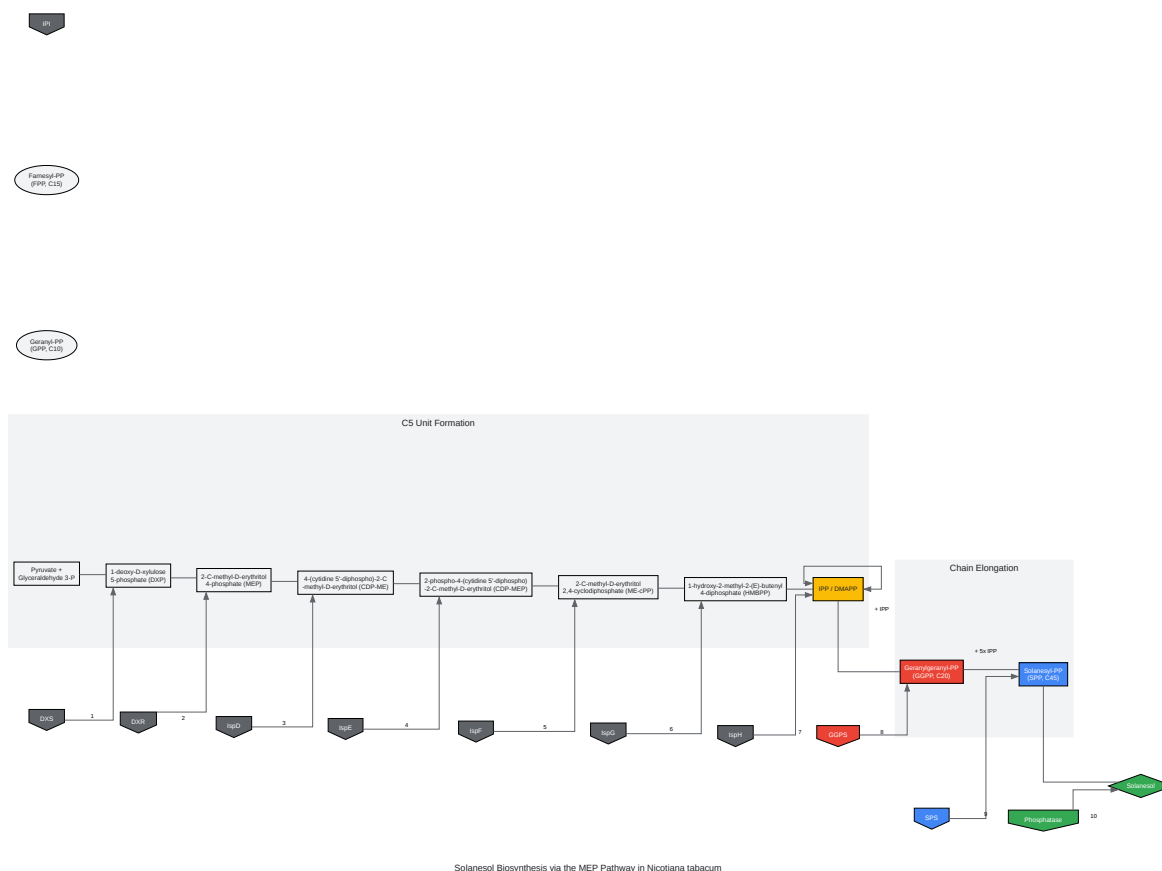 IPI
Farnesyl-PP
(FPP, C15)
Geranyl-PP
(GPP, C10)
C5 Unit Formation
Pyruvate +
Glyceraldehyde 3-P
1-deoxy-D-xylulose
5-phosphate (DXP)
2-C-methyl-D-erythritol
4-phosphate (MEP)
4-(cytidine 5'-diphospho)-2-C
-methyl-D-erythritol (CDP-ME)
2-phospho-4-(cytidine 5'-diphospho)
-2-C-methyl-D-erythritol (CDP-MEP)
2-C-methyl-D-erythritol
2,4-cyclodiphosphate (ME-cPP)
1-hydroxy-2-methyl-2-(E)-butenyl
4-diphosphate (HMBPP)
IPP / DMAPP
+ IPP
Chain Elongation
+ 5x IPP
Geranylgeranyl-PP
(GGPP, C20)
Solanesyl-PP
(SPP, C45)
DXS
1
DXR
2
IspD
3
IspE
4
IspF
5
IspG
6
IspH
7
GGPS
8
Solanesol
SPS
9
Phosphatase
10
Solanesol Biosynthesis via the MEP Pathway in Nicotiana tabacum